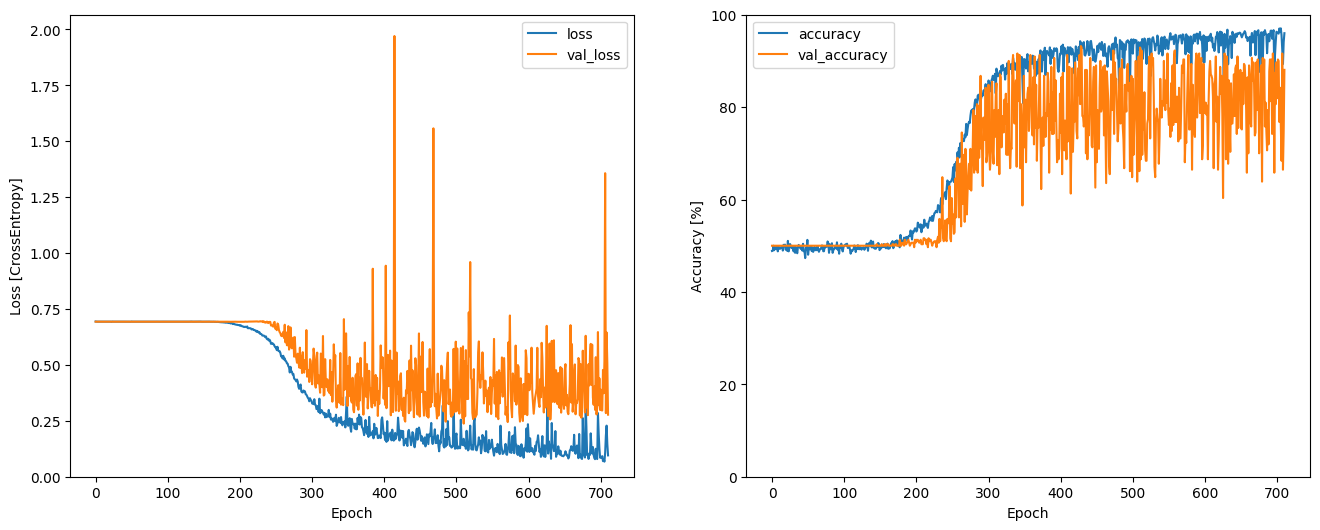 2.00
1.75
1.50
1.25
1.00
0.75
0.50
0.25
0.00
Loss [CrossEntropy]
0 100 200 300 400 500 600 700
Epoch
loss
val_loss
100
80
60
40
20
0
Accuracy [%]
0 100 200 300 400 500 600 700
Epoch
accuracy
val_accuracy